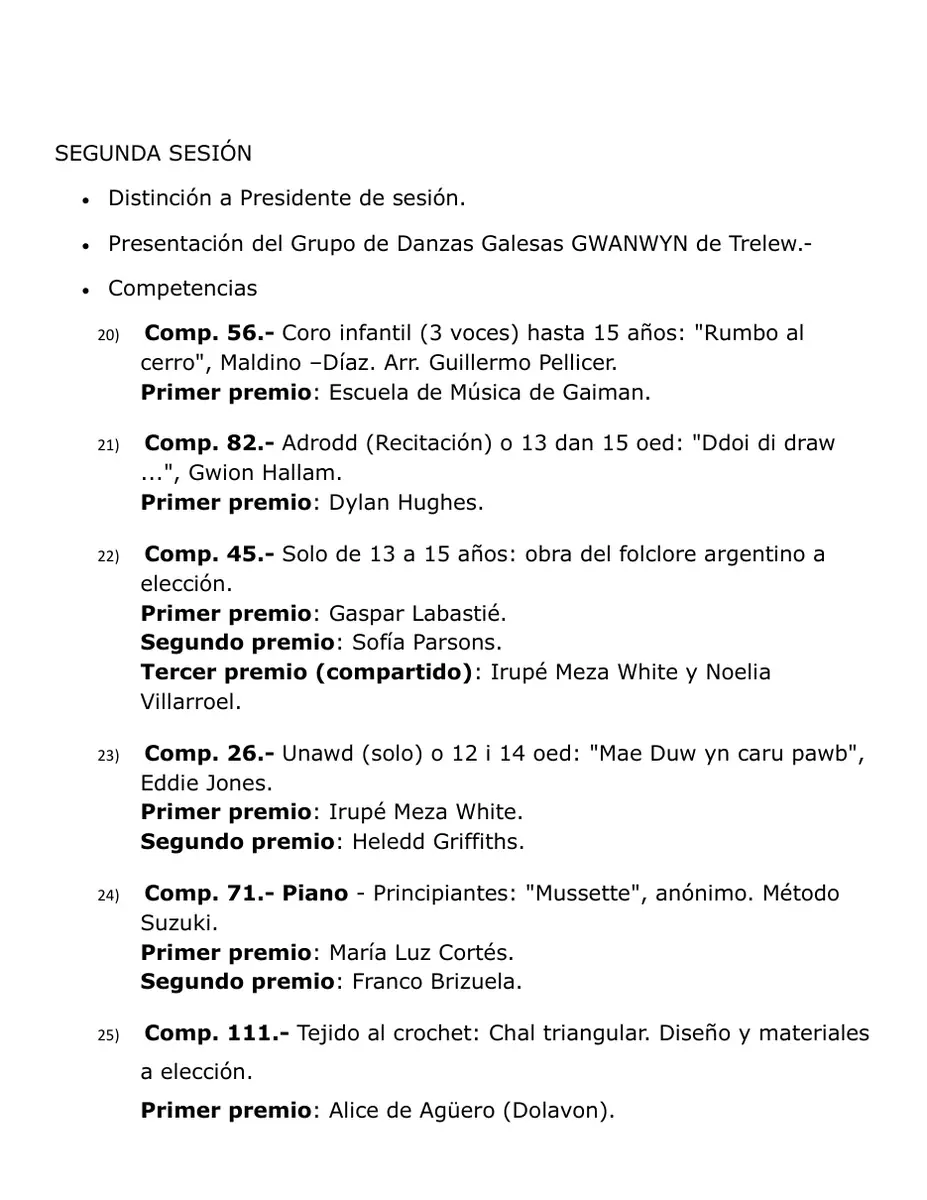 SEGUNDA SESIÓN
• Distinción a Presidente de sesión.
• Presentación del Grupo de Danzas Galesas GWANWYN de Trelew.-
• Competencias
20) Comp. 56.- Coro infantil (3 voces) hasta 15 años: "Rumbo al
cerro", Maldino –Díaz. Arr. Guillermo Pellicer.
Primer premio: Escuela de Música de Gaiman.
21) Comp. 82.- Adrodd (Recitación) o 13 dan 15 oed: "Ddoi di draw
...", Gwion Hallam.
Primer premio: Dylan Hughes.
22) Comp. 45.- Solo de 13 a 15 años: obra del folclore argentino a
elección.
Primer premio: Gaspar Labastié.
Segundo premio: Sofía Parsons.
Tercer premio (compartido): Irupé Meza White y Noelia
Villarroel.
23) Comp. 26.- Unawd (solo) o 12 i 14 oed: "Mae Duw yn caru pawb",
Eddie Jones.
Primer premio: Irupé Meza White.
Segundo premio: Heledd Griffiths.
24) Comp. 71.- Piano - Principiantes: "Mussette", anónimo. Método
Suzuki.
Primer premio: María Luz Cortés.
Segundo premio: Franco Brizuela.
25) Comp. 111.- Tejido al crochet: Chal triangular. Diseño y materiales
a elección.
Primer premio: Alice de Agüero (Dolavon).